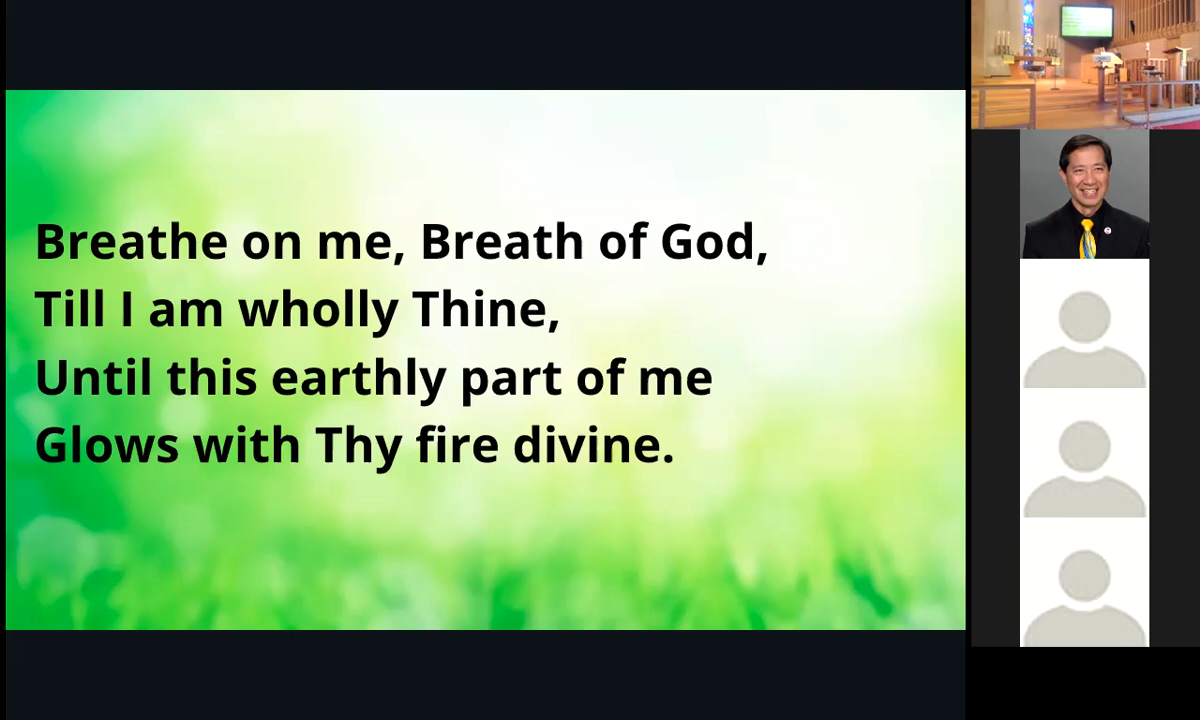 Breathe on me, Breath of God,
Till I am wholly Thine,
Until this earthly part of me
Glows with Thy fire divine.